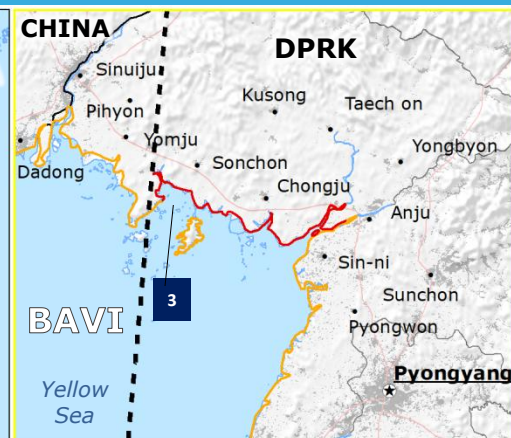 CHINA
DPRK
Sinuiju
Kusong
Taech on
Pihyon
Yomju
Yongbyon
Sonchon
Dadong
Chongju
Anju
Sin-ni
Sunchon
3
BAVI
Pyongwon
Pyongyang
Yellow
Sea